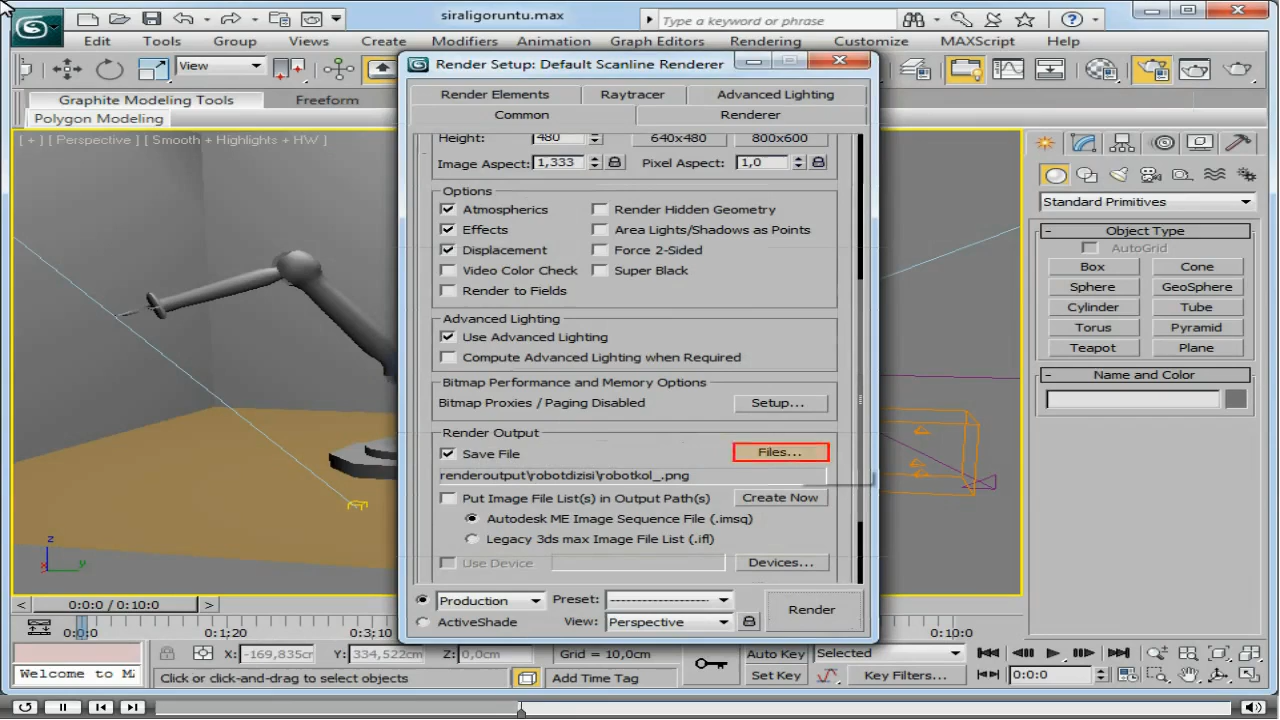 siraligoruntu.max
Type a keyword or phrase
Edit Tools Group Views Create Modifiers Animation Graph Editors Rendering Customize MAXScript Help
View
Render Setup: Default Scanline Renderer
Graphite Modeling Tools Freeform
Polygon Modeling
[ + ] [ Perspective ] [ Smooth + Highlights + HW ]
Render Elements Raytracer Advanced Lighting
Common Renderer
Height: 480 640x480 800x600
Image Aspect: 1,333 Pixel Aspect: 1,0
Options
Atmospherics Render Hidden Geometry
Effects Area Lights/Shadows as Points
Displacement Force 2-Sided
Video Color Check Super Black
Render to Fields
Advanced Lighting
Use Advanced Lighting
Compute Advanced Lighting when Required
Bitmap Performance and Memory Options
Bitmap Proxies / Paging Disabled Setup...
Render Output
Save File Files...
renderoutput\robotdizisi\robotkol_.png
Put Image File List(s) in Output Path(s) Create Now
Autodesk ME Image Sequence File (.imsq)
Legacy 3ds max Image File List (.ifl)
Use Device Devices...
Production Preset: Render
ActiveShade View: Perspective
Standard Primitives
- Object Type
AutoGrid
Box Cone
Sphere GeoSphere
Cylinder Tube
Torus Pyramid
Teapot Plane
- Name and Color
z
x y
< 0:0:0 / 0:10:0 >
0:0:0 0:1;20 0:3;10 0:10:0
X: -169,835cm Y: 334,522cm Z: 0,0cm Grid = 10,0cm Auto Key Selected
Welcome to MA Click or click-and-drag to select objects Add Time Tag Set Key Key Filters... 0:0:0